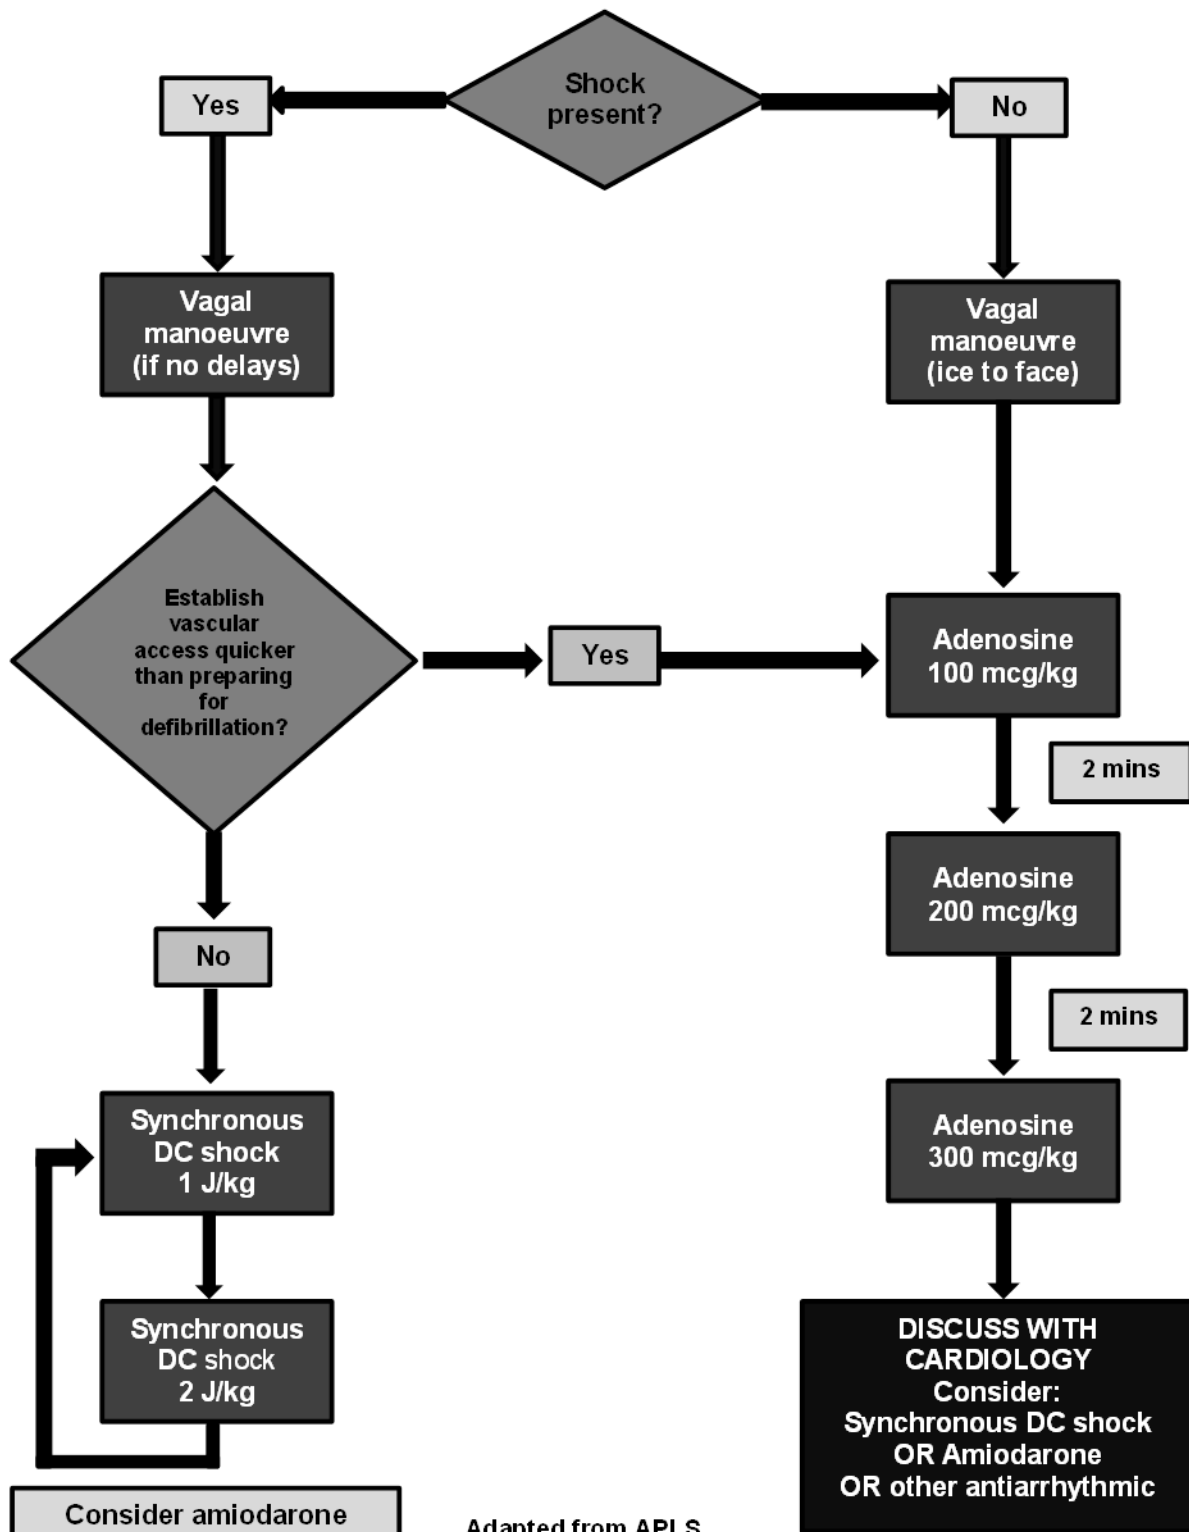 Shock
present?
Yes
No
Vagal
manoeuvre
(if no delays)
Vagal
manoeuvre
(ice to face)
Establish
vascular
access quicker
than preparing
for
defibrillation?
Yes
Adenosine
100 mcg/kg
2 mins
Adenosine
200 mcg/kg
No
2 mins
Synchronous
DC shock
1 J/kg
Adenosine
300 mcg/kg
Synchronous
DC shock
2 J/kg
DISCUSS WITH
CARDIOLOGY
Consider:
Synchronous DC shock
OR Amiodarone
OR other antiarrhythmic
Consider amiodarone
Adapted from APLS